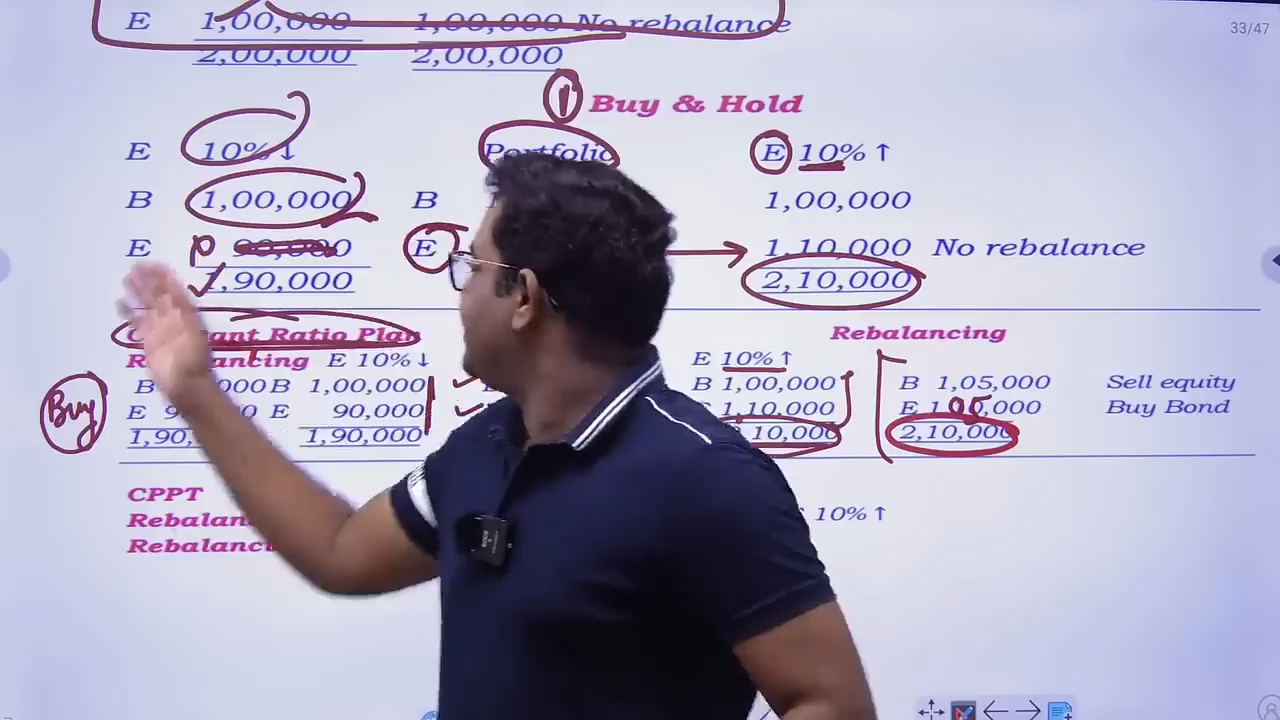 E 1,00,000 1,00,000 No rebalance
33/47
2,00,000 2,00,000
1 Buy & Hold
E 10% ↓ Portfolio E 10% ↑
B 1,00,000 B 1,00,000
E 90,000 E 1,10,000 No rebalance
1,90,000 2,10,000
Ratio Plan Rebalancing
E 10% ↓ E 10% ↑
B B 1,00,000 B 1,00,000 B 1,05,000 Sell equity
Buy E E 90,000 E 1,10,000 05,000 Buy Bond
1,90, 1,90,000 2,10,000
CPPT
10% ↑